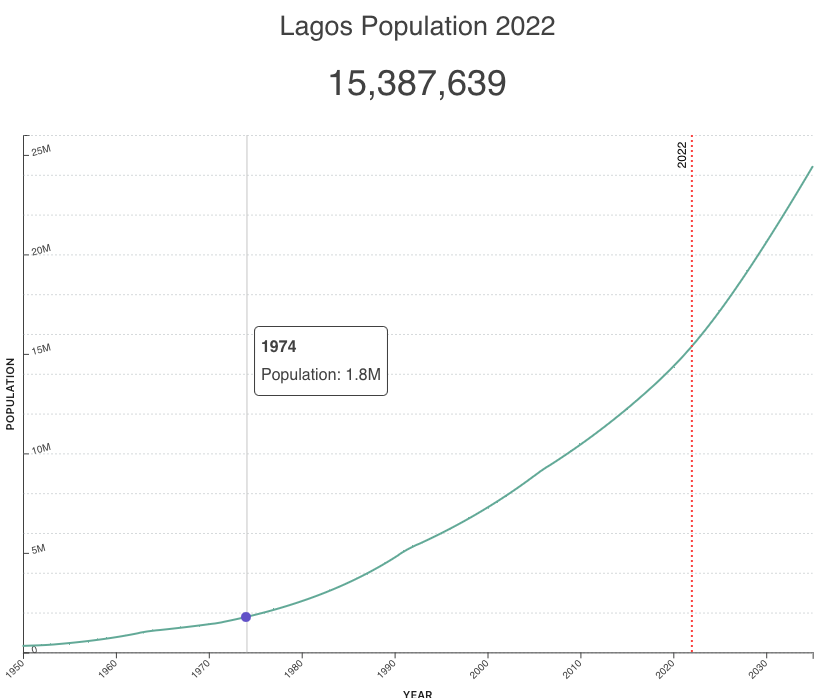 Lagos Population 2022
15,387,639
25M
2022
20M
1974
15M
Population: 1.8M
POPULATION
10M
5M
0
1950
1960
1970
1980
1990
2000
2010
2020
2030
YEAR